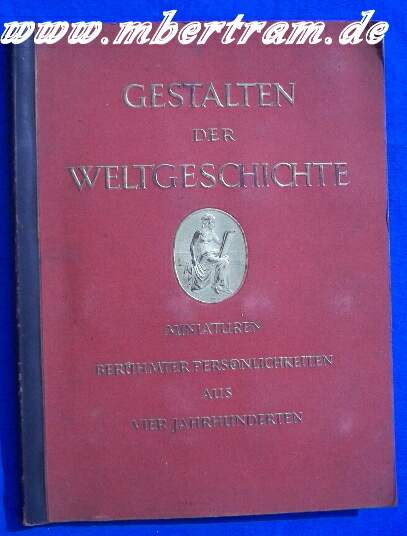 www.mbertram.de
GESTALTEN
DER
WELTGESCHICHTE
MINIATUREN
BERÜHMTER PERSÖNLICHKEITEN
AUS
VIER JAHRHUNDERTEN